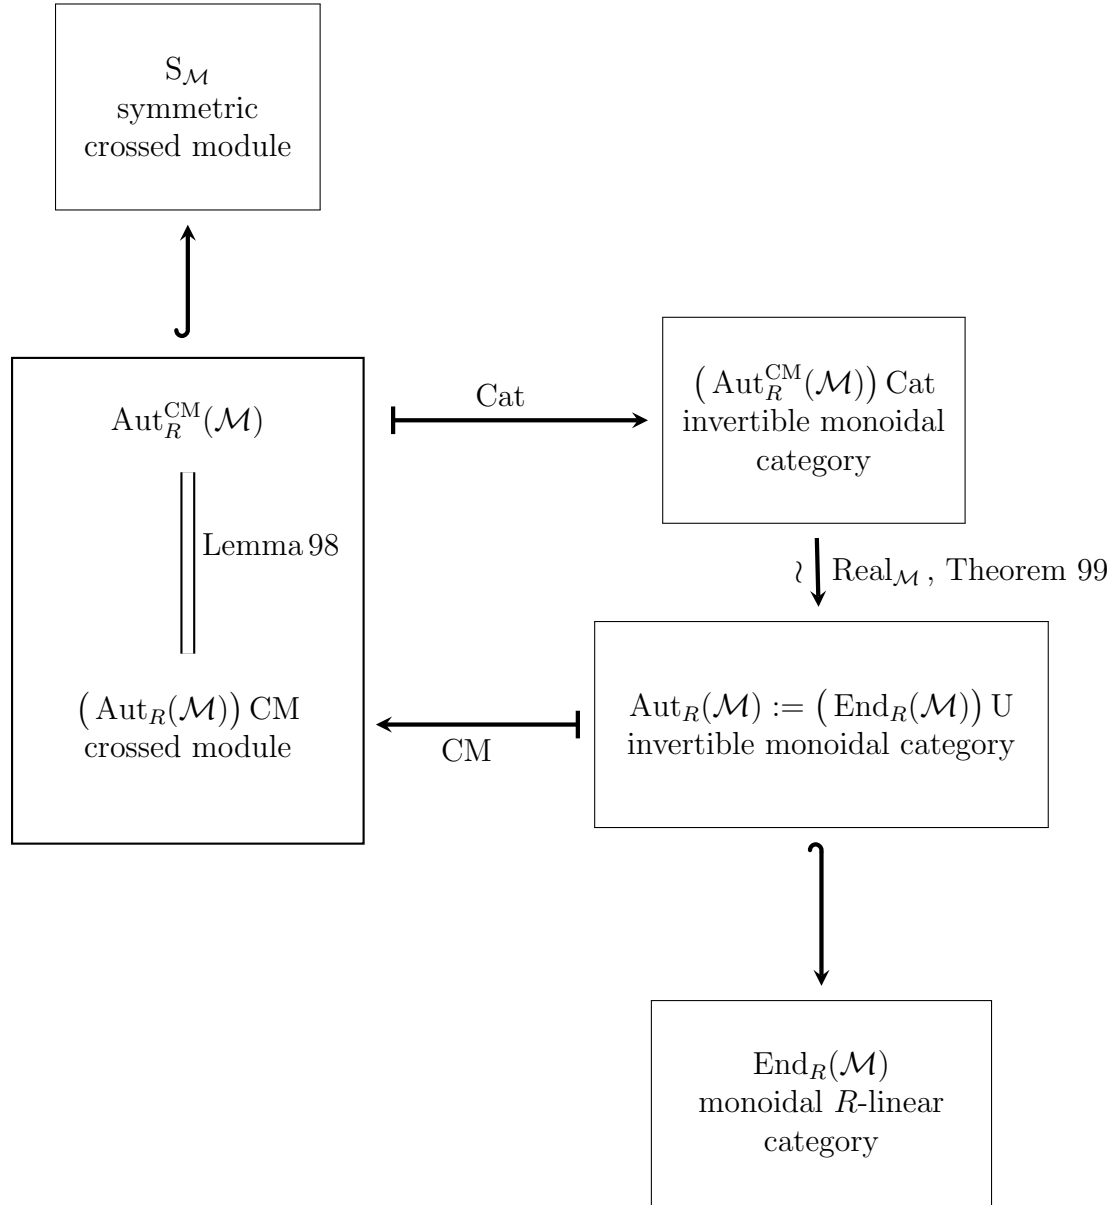 S_ℳ
symmetric
crossed module
Aut_R^CM(ℳ)
Cat
(Aut_R^CM(ℳ)) Cat
invertible monoidal
category
Lemma 98
≀ Real_ℳ, Theorem 99
(Aut_R(ℳ)) CM
crossed module
CM
Aut_R(ℳ) := (End_R(ℳ)) U
invertible monoidal category
End_R(ℳ)
monoidal R-linear
category